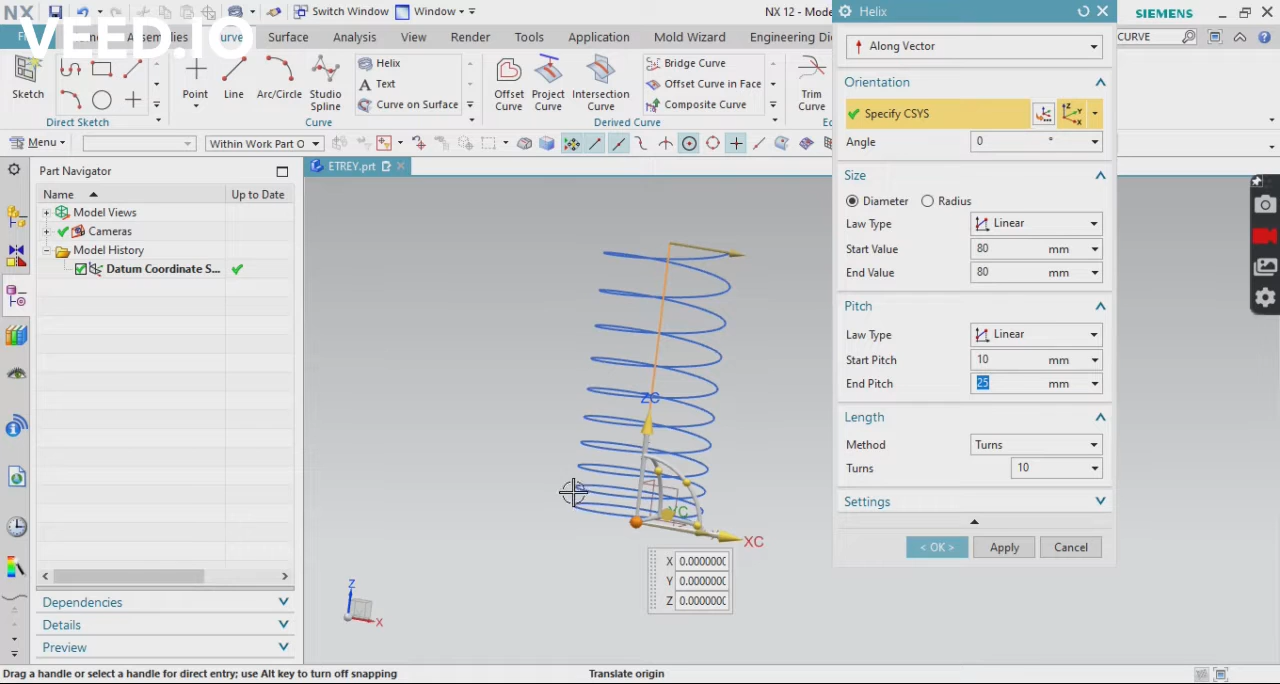 NX
Switch Window
Window
NX 12 - Mode
Helix
SIEMENS
VEED.IO
Surface
Analysis
View
Render
Tools
Application
Mold Wizard
Engineering Di
CURVE
Along Vector
Sketch
Point
Line
Arc/Circle
Studio
Spline
Helix
Text
Curve on Surface
Offset
Curve
Project
Curve
Intersection
Curve
Bridge Curve
Offset Curve in Face
Composite Curve
Trim
Curve
Direct Sketch
Curve
Derived Curve
Orientation
Specify CSYS
Angle
0
°
Menu
Within Work Part O
Part Navigator
ETREY.prt
Name
Up to Date
Model Views
Cameras
Model History
Datum Coordinate S...
Size
Diameter
Radius
Law Type
Linear
Start Value
80
mm
End Value
80
mm
Pitch
Law Type
Linear
Start Pitch
10
mm
End Pitch
25
mm
Length
Method
Turns
Turns
10
Settings
< OK >
Apply
Cancel
ZC
YC
XC
X 0.0000000
Y 0.0000000
Z 0.0000000
Z
X
Dependencies
Details
Preview
Drag a handle or select a handle for direct entry; use Alt key to turn off snapping
Translate origin